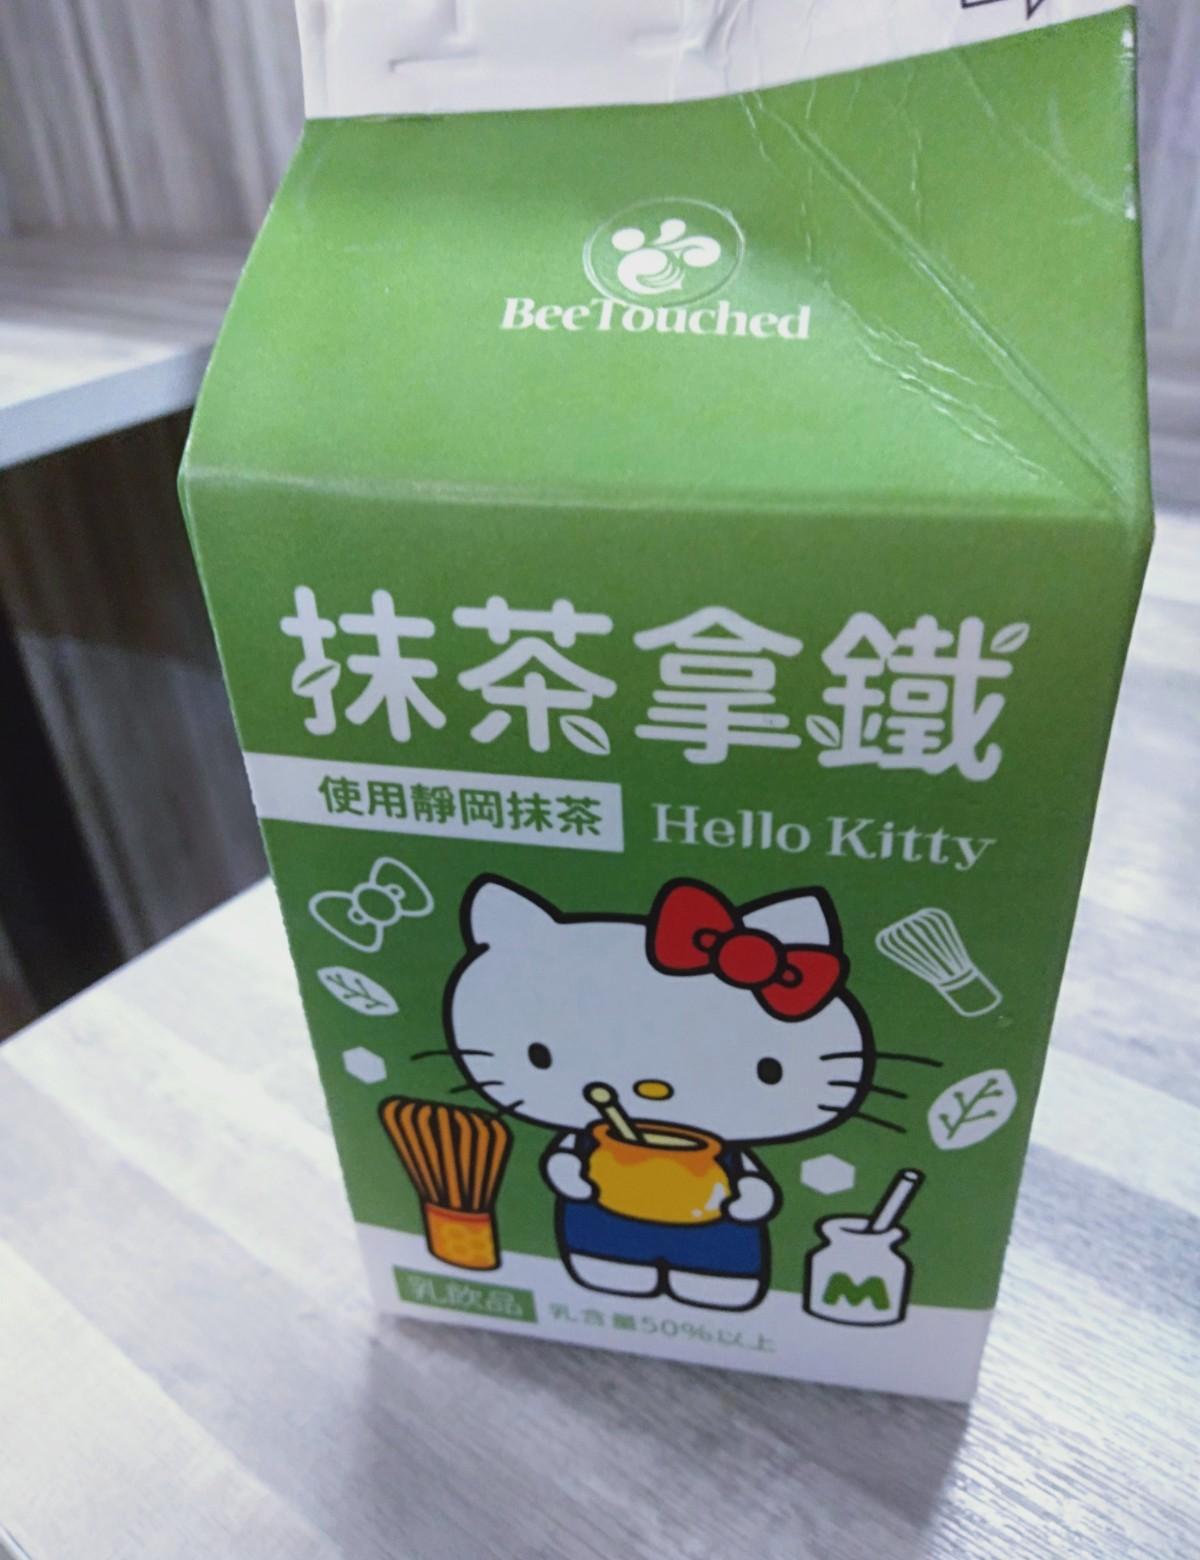 BeeTouched
抹茶拿鐵
使用靜岡抹茶
Hello Kitty
M
乳飲品 乳含量50%以上